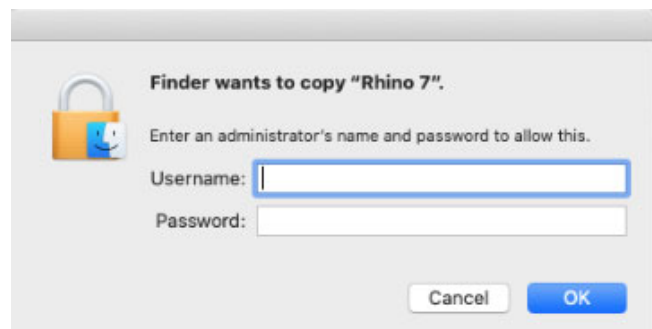 Finder wants to copy “Rhino 7”.
Enter an administrator's name and password to allow this.
Username:
Password:
Cancel OK